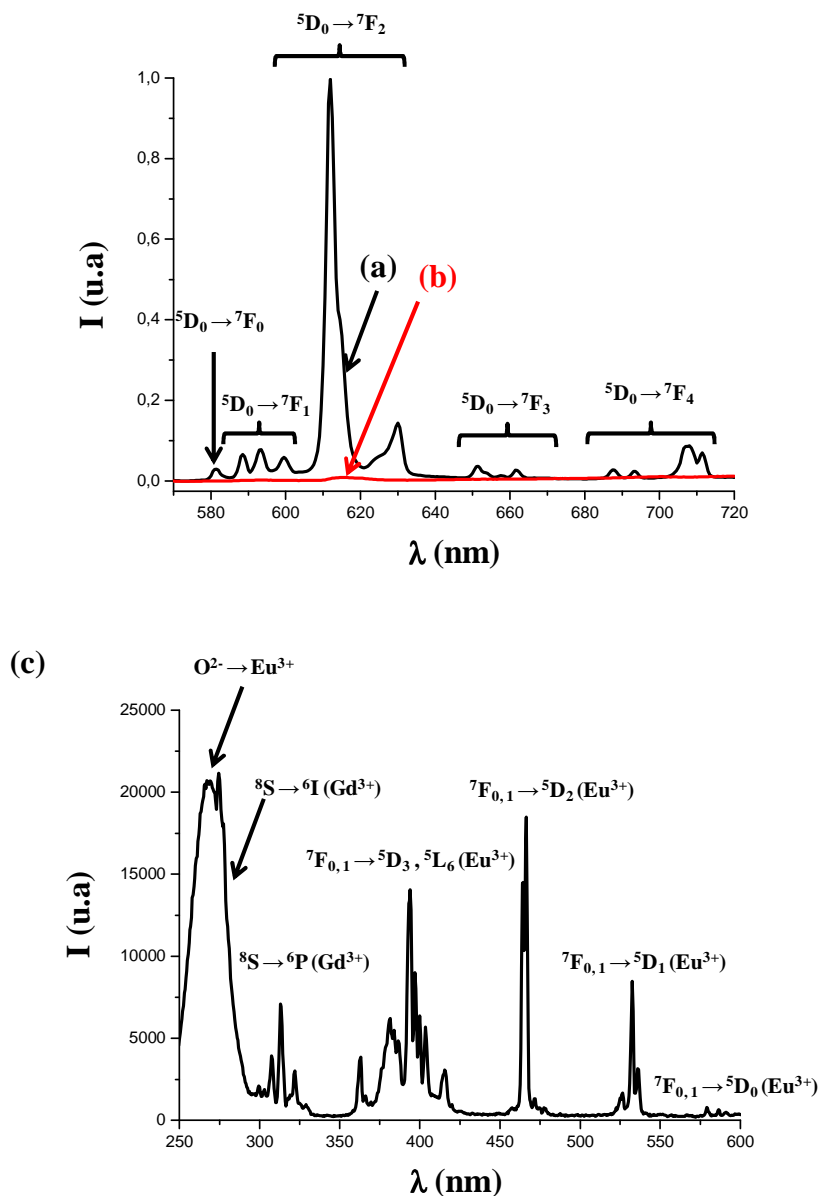 ⁵D₀→⁷F₂
1,0
0,8
0,6
0,4
0,2
0,0
I (u.a)
(a)
(b)
⁵D₀→⁷F₀
⁵D₀→⁷F₁
⁵D₀→⁷F₃
⁵D₀→⁷F₄
580 600 620 640 660 680 700 720
λ (nm)
(c)
O²⁻→Eu³⁺
25000
20000
15000
10000
5000
0
I (u.a)
⁸S→⁶I (Gd³⁺)
⁷F₀,₁→⁵D₂ (Eu³⁺)
⁷F₀,₁→⁵D₃ , ⁵L₆ (Eu³⁺)
⁸S→⁶P (Gd³⁺)
⁷F₀,₁→⁵D₁ (Eu³⁺)
⁷F₀,₁→⁵D₀ (Eu³⁺)
250 300 350 400 450 500 550 600
λ (nm)